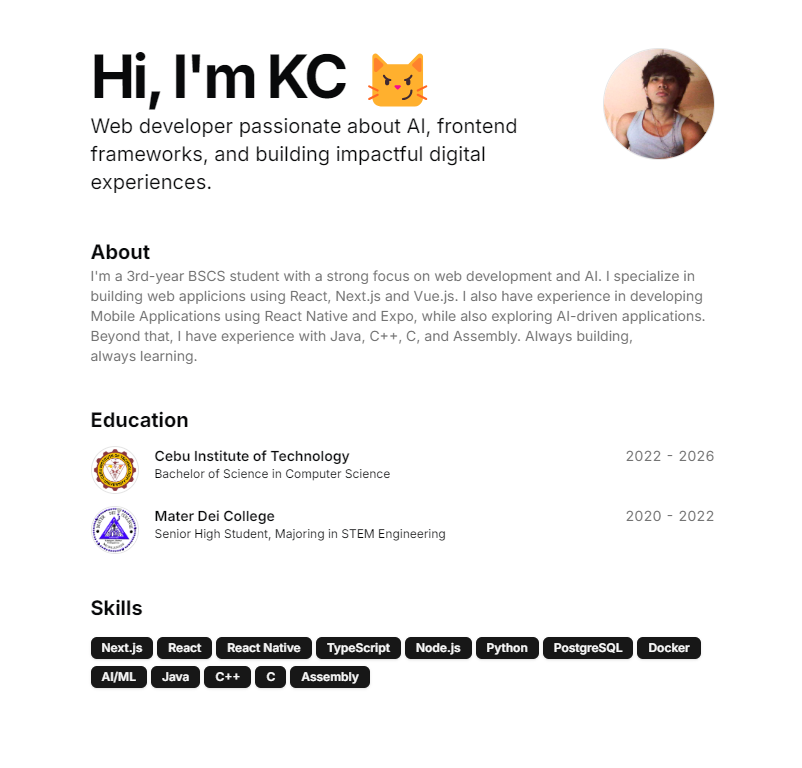 Hi, I'm KC
Web developer passionate about AI, frontend
frameworks, and building impactful digital
experiences.
About
I'm a 3rd-year BSCS student with a strong focus on web development and AI. I specialize in
building web applicions using React, Next.js and Vue.js. I also have experience in developing
Mobile Applications using React Native and Expo, while also exploring AI-driven applications.
Beyond that, I have experience with Java, C++, C, and Assembly. Always building,
always learning.
Education
Cebu Institute of Technology 2022 - 2026
Bachelor of Science in Computer Science
Mater Dei College 2020 - 2022
Senior High Student, Majoring in STEM Engineering
Skills
Next.js React React Native TypeScript Node.js Python PostgreSQL Docker
AI/ML Java C++ C Assembly